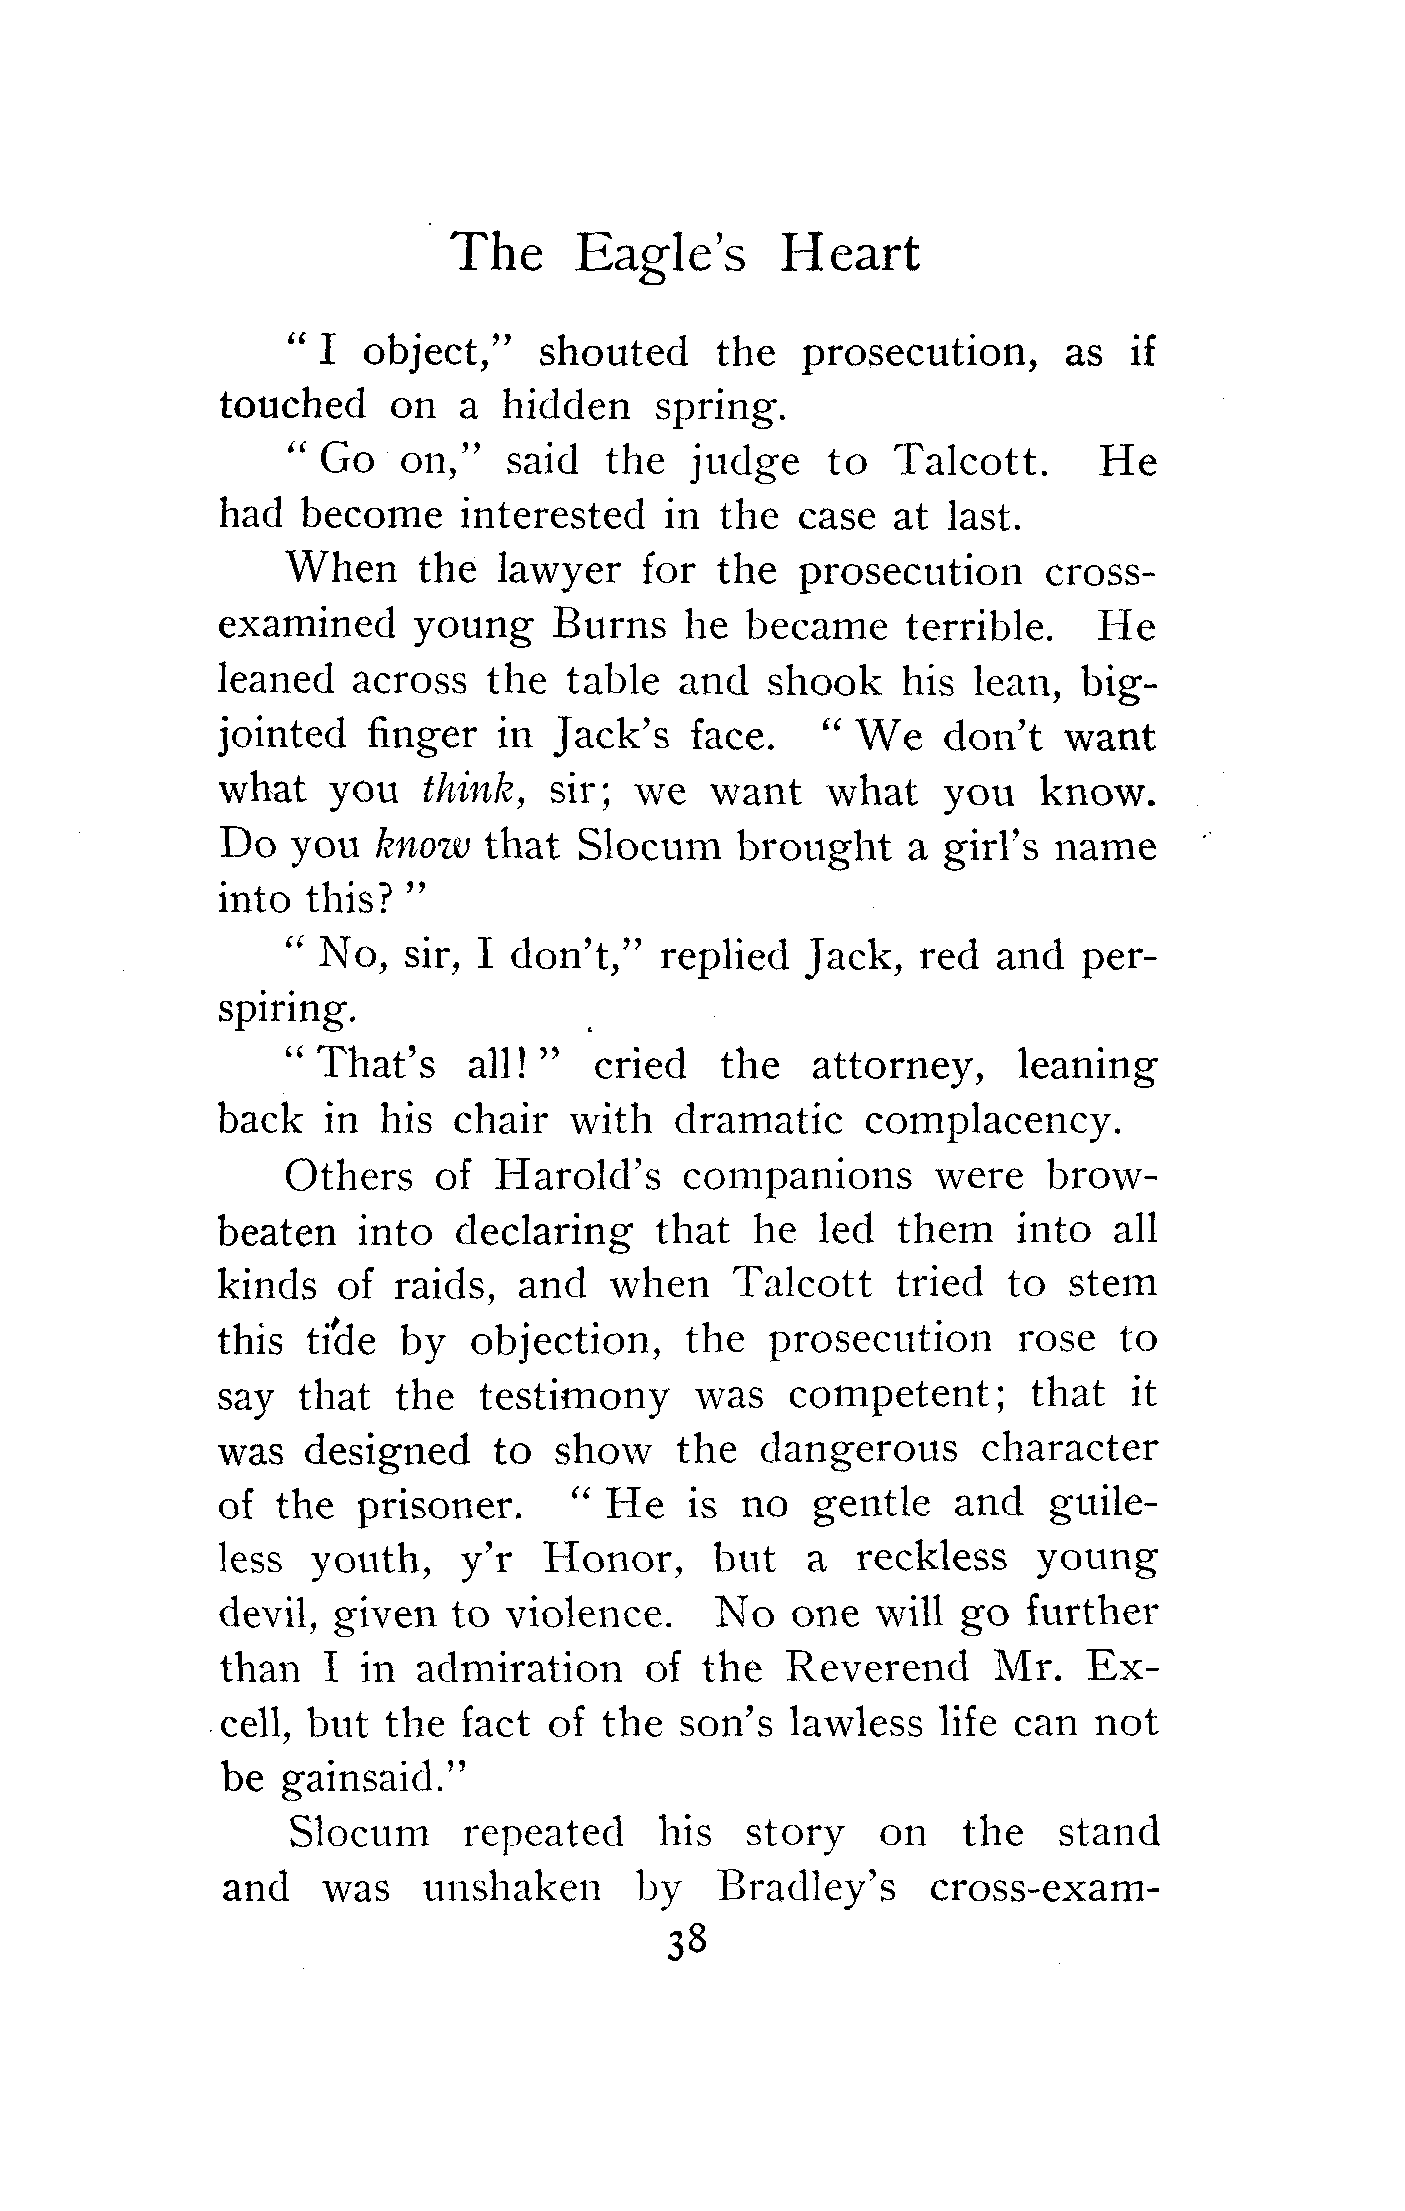 The Eagle's Heart
" I object," shouted the prosecution, as if
touched on a hidden spring.
" Go on," said the judge to Talcott. He
had become interested in the case at last.
When the lawyer for the prosecution cross-
examined young Burns he became terrible. He
leaned across the table and shook his lean, big-
jointed finger in Jack's face. " We don't want
what you think, sir; we want what you know.
Do you know that Slocum brought a girl's name
into this? "
" No, sir, I don't," replied Jack, red and per-
spiring.
" That's all! " cried the attorney, leaning
back in his chair with dramatic complacency.
Others of Harold's companions were brow-
beaten into declaring that he led them into all
kinds of raids, and when Talcott tried to stem
this tide by objection, the prosecution rose to
say that the testimony was competent; that it
was designed to show the dangerous character
of the prisoner. " He is no gentle and guile-
less youth, y'r Honor, but a reckless young
devil, given to violence. No one will go further
than I in admiration of the Reverend Mr. Ex-
cell, but the fact of the son's lawless life can not
be gainsaid."
Slocum repeated his story on the stand
and was unshaken by Bradley's cross-exam-
38